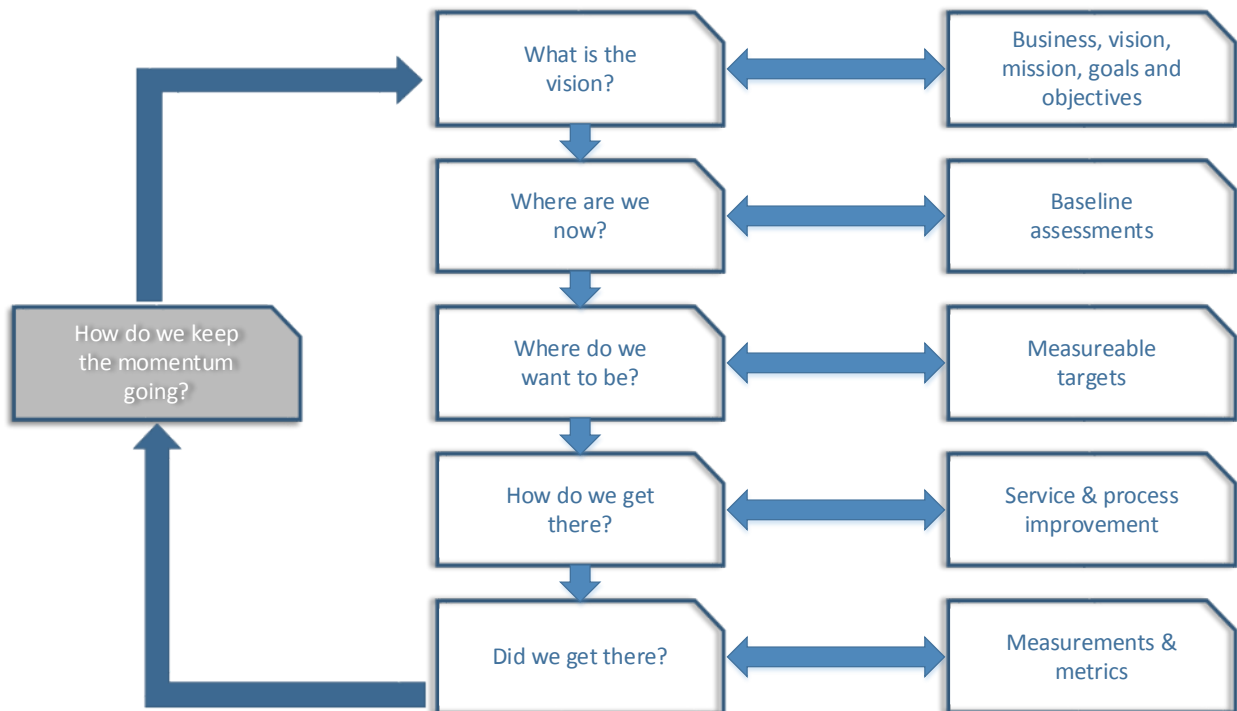 What is the
vision?
Business, vision,
mission, goals and
objectives
Where are we
now?
Baseline
assessments
How do we keep
the momentum
going?
Where do we
want to be?
Measureable
targets
How do we get
there?
Service & process
improvement
Did we get there?
Measurements &
metrics